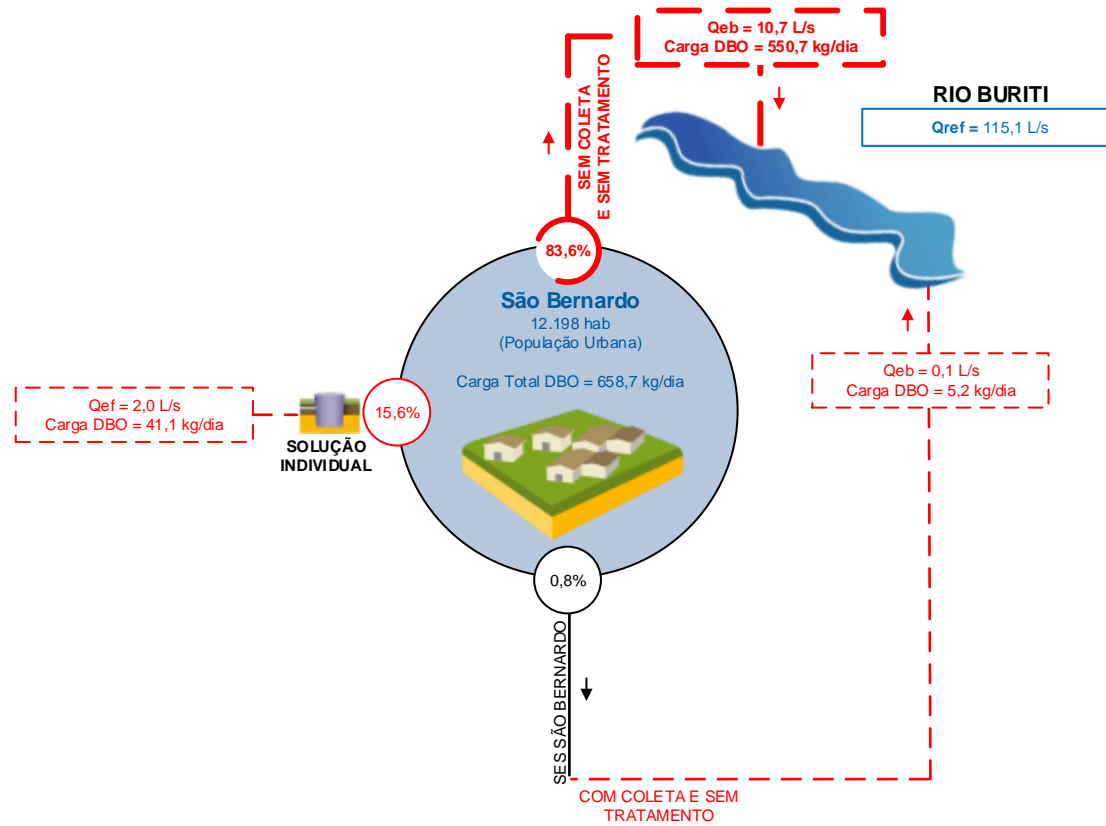 Qeb = 10,7 L/s
Carga DBO = 550,7 kg/dia
RIO BURITI
Qref = 115,1 L/s
SEM COLETA
E SEM TRATAMENTO
83,6%
São Bernardo
12.198 hab
(População Urbana)
Carga Total DBO = 658,7 kg/dia
Qeb = 0,1 L/s
Carga DBO = 5,2 kg/dia
Qef = 2,0 L/s
Carga DBO = 41,1 kg/dia
15,6%
SOLUÇÃO
INDIVIDUAL
0,8%
SES SÃO BERNARDO
COM COLETA E SEM
TRATAMENTO